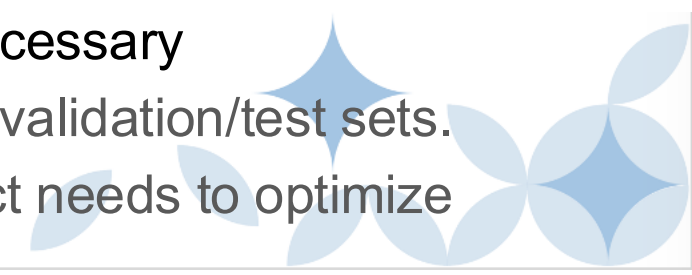 cessary
validation/test sets.
ct needs to optimize